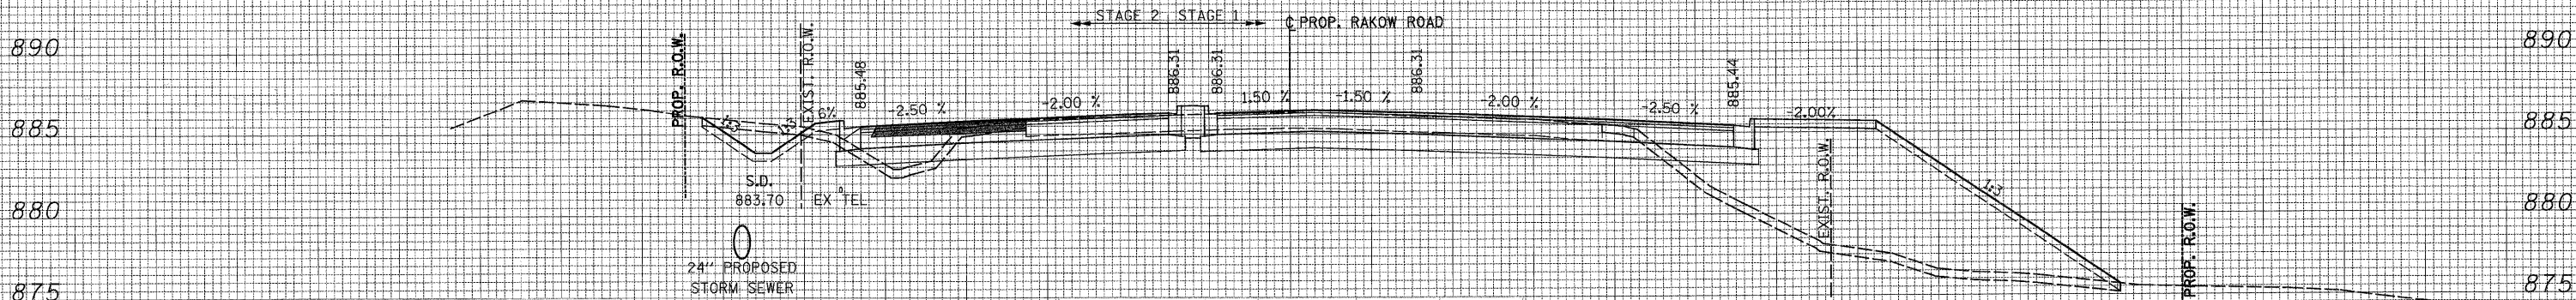 STAGE 2 STAGE 1
℄ PROP. RAKOW ROAD
890
890
PROP. R.O.W.
EXIST. R.O.W.
885.48
886.31
886.31
886.31
885.44
885
885
1:3
1:3
6%
-2.50 %
-2.00 %
1.50 %
-1.50 %
-2.00 %
-2.50 %
-2.00%
S.D.
883.70
EX TEL
EXIST. R.O.W.
1:3
880
880
PROP. R.O.W.
24" PROPOSED
STORM SEWER
875
875